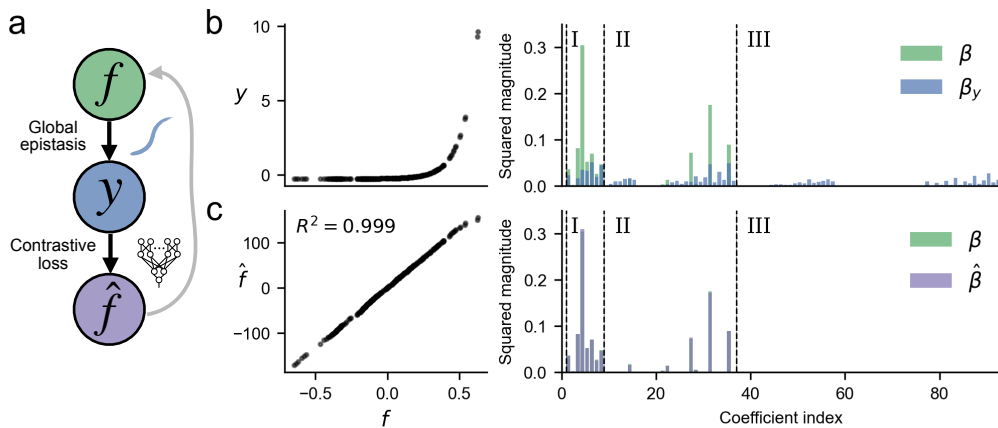 a
f
Global
epistasis
y
Contrastive
loss
f̂
b
10
5
0
y
Squared magnitude
0.3
0.2
0.1
0.0
I
II
III
β
β_y
c
R² = 0.999
100
0
−100
f̂
−0.5
0.0
0.5
f
Squared magnitude
0.3
0.2
0.1
0.0
I
II
III
β
β̂
0
20
40
60
80
Coefficient index